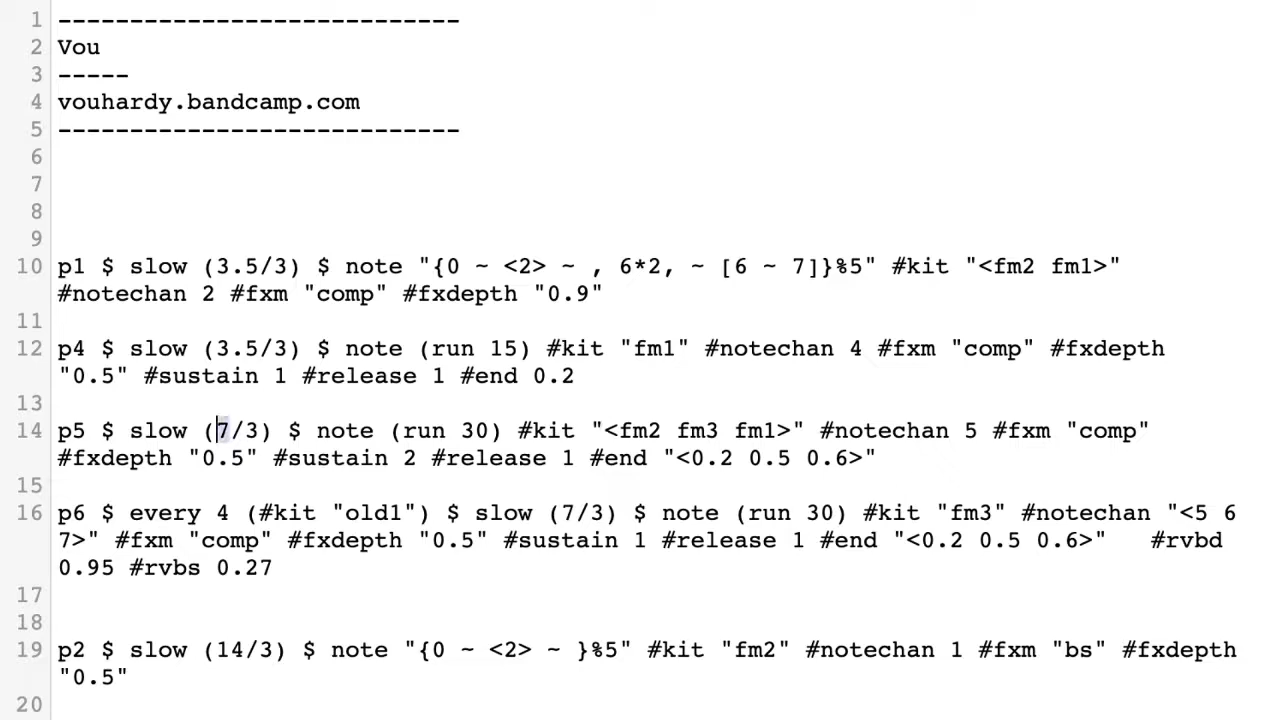 1 ----------------------------
2 Vou
3 -----
4 vouhardy.bandcamp.com
5 ----------------------------
6
7
8
9
10 p1 $ slow (3.5/3) $ note "{0 ~ <2> ~ , 6*2, ~ [6 ~ 7]}%5" #kit "<fm2 fm1>"
#notechan 2 #fxm "comp" #fxdepth "0.9"
11
12 p4 $ slow (3.5/3) $ note (run 15) #kit "fm1" #notechan 4 #fxm "comp" #fxdepth
"0.5" #sustain 1 #release 1 #end 0.2
13
14 p5 $ slow (7/3) $ note (run 30) #kit "<fm2 fm3 fm1>" #notechan 5 #fxm "comp"
#fxdepth "0.5" #sustain 2 #release 1 #end "<0.2 0.5 0.6>"
15
16 p6 $ every 4 (#kit "old1") $ slow (7/3) $ note (run 30) #kit "fm3" #notechan "<5 6
7>" #fxm "comp" #fxdepth "0.5" #sustain 1 #release 1 #end "<0.2 0.5 0.6>"   #rvbd
0.95 #rvbs 0.27
17
18
19 p2 $ slow (14/3) $ note "{0 ~ <2> ~ }%5" #kit "fm2" #notechan 1 #fxm "bs" #fxdepth
"0.5"
20